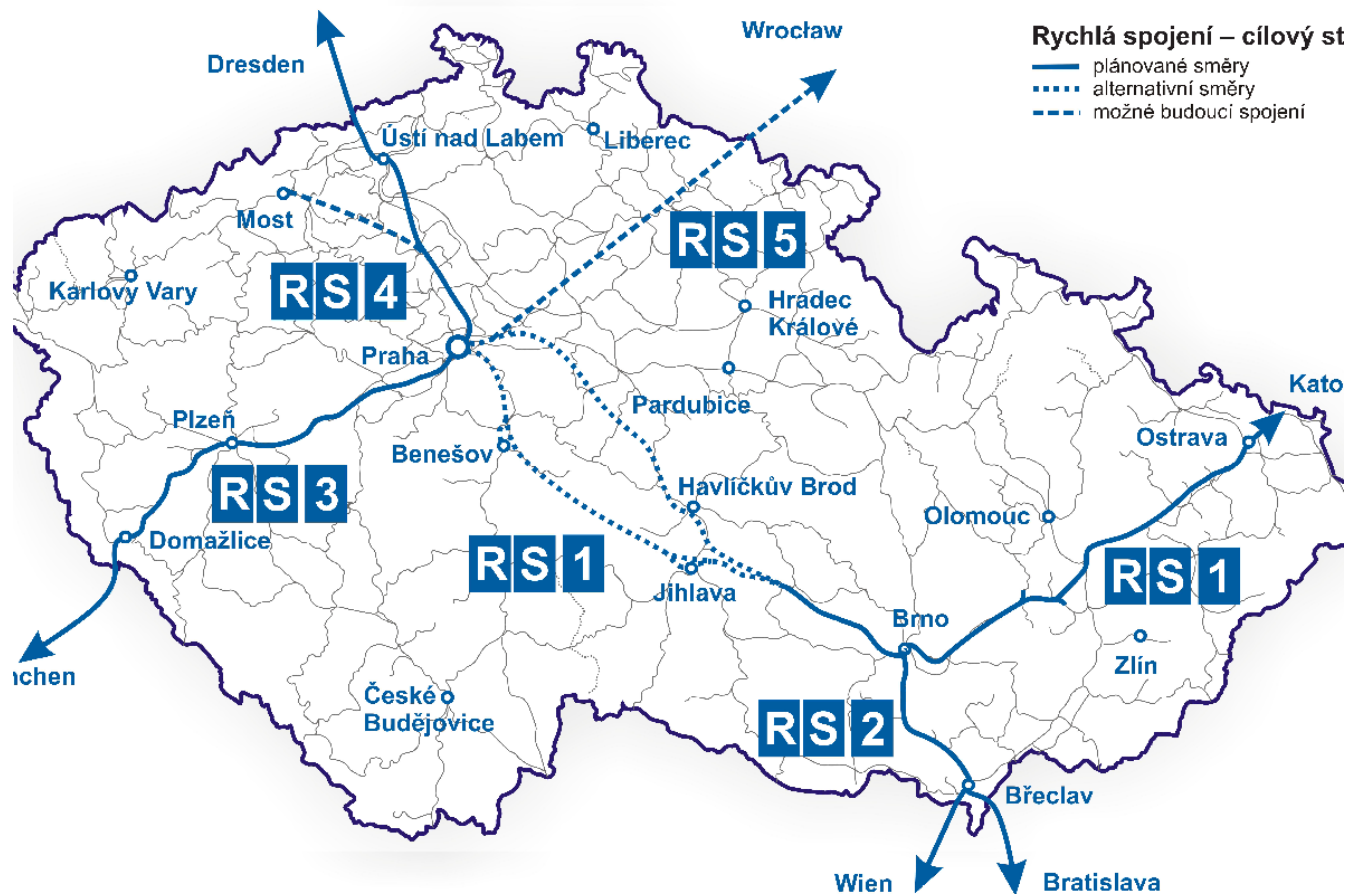 Rychlá spojení – cílový st
plánované směry
alternativní směry
možné budoucí spojení
Wrocław
Dresden
Ústí nad Labem
Liberec
Most
RS 5
Karlovy Vary
RS 4
Hradec
Králové
Praha
Kato
Pardubice
Plzeň
Ostrava
Benešov
RS 3
Havlíčkův Brod
Olomouc
Domažlice
RS 1
RS 1
Jihlava
Brno
Zlín
nchen
České
Budějovice
RS 2
Břeclav
Wien
Bratislava